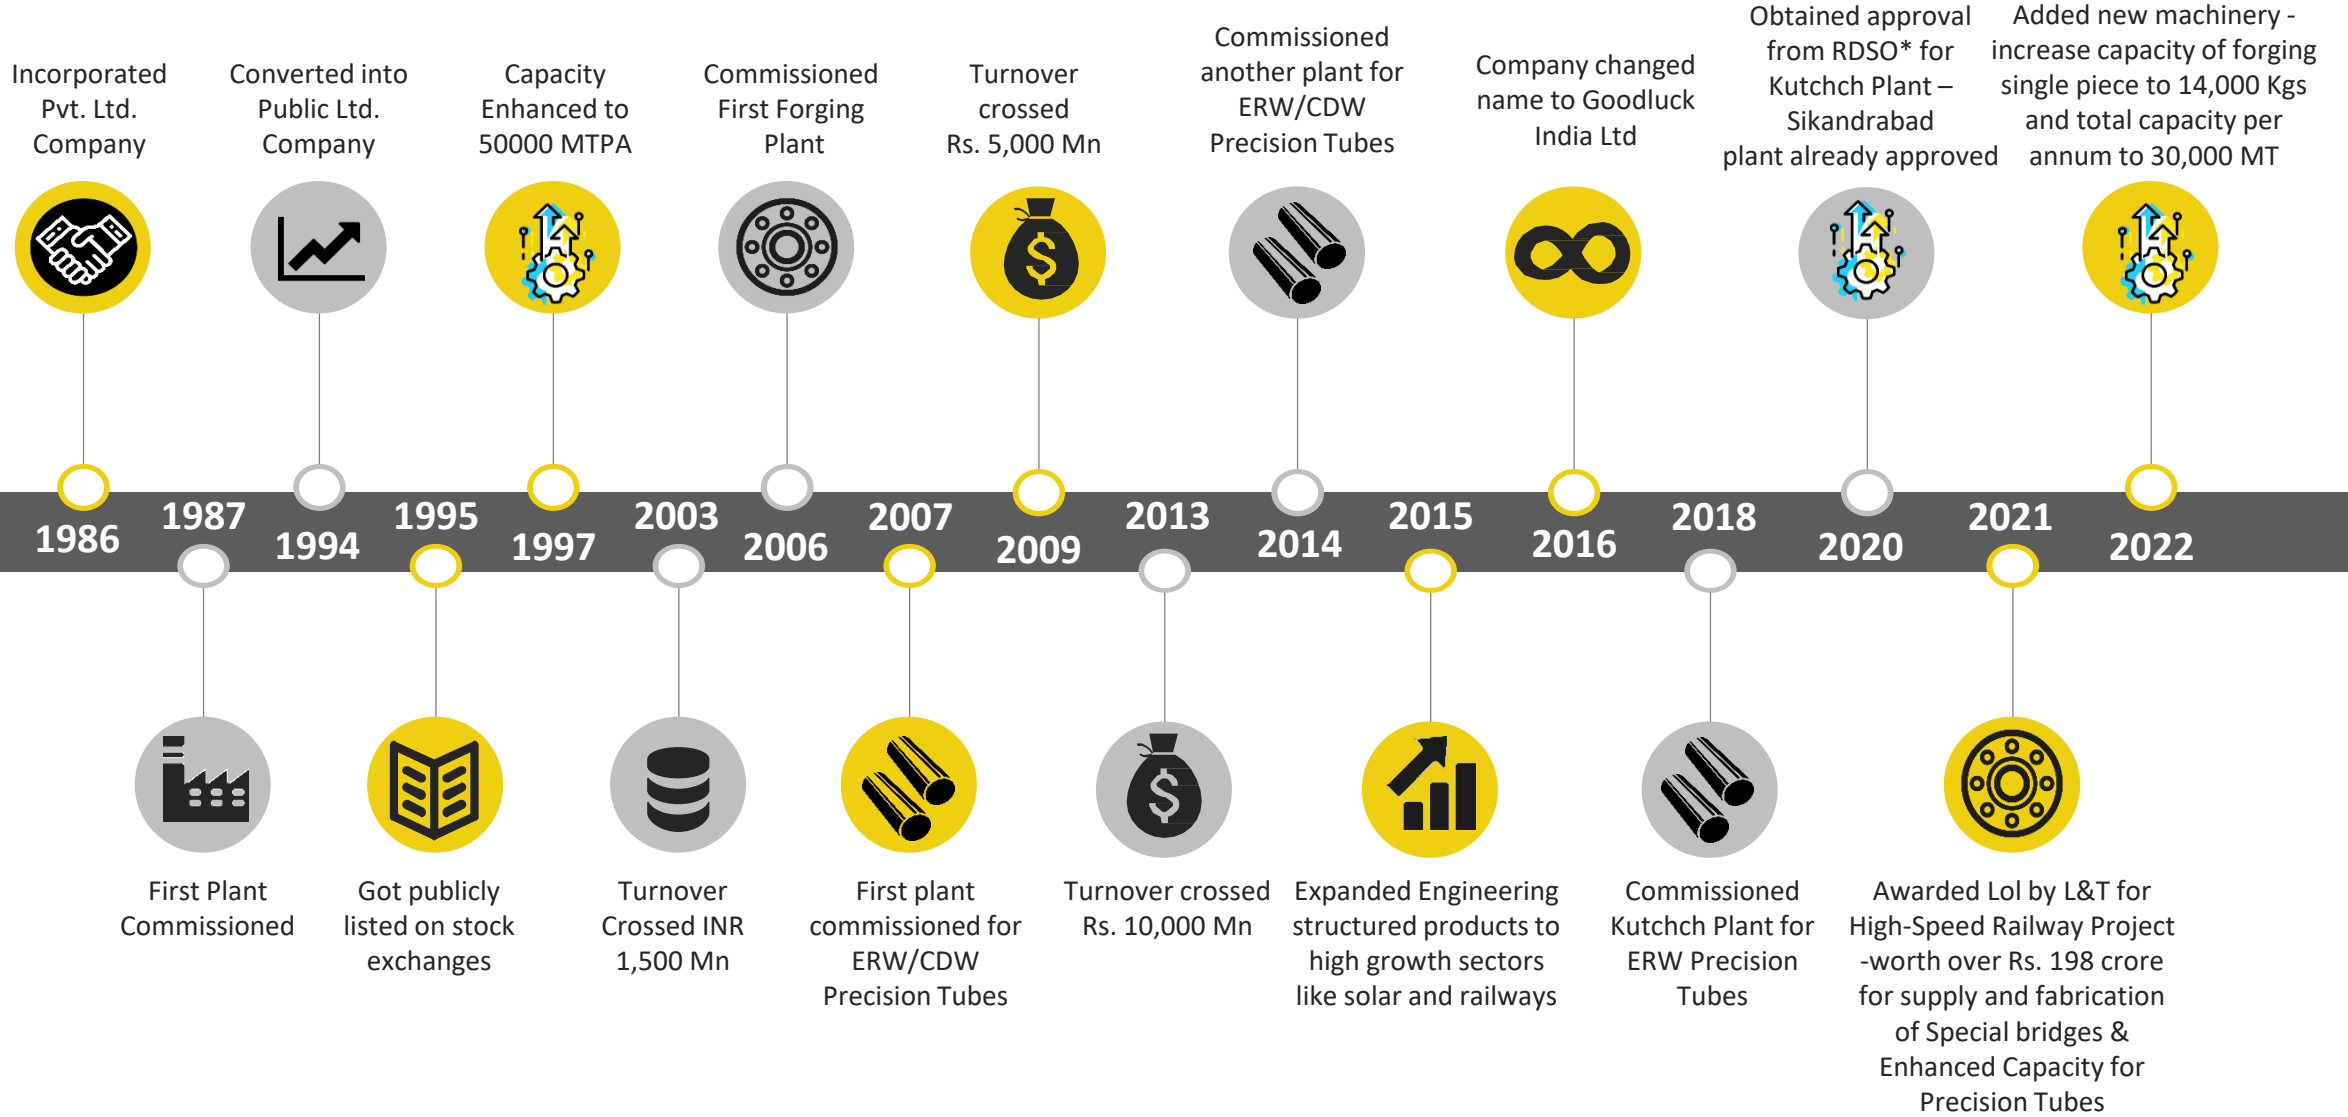 Incorporated
Pvt. Ltd.
Company
Converted into
Public Ltd.
Company
Capacity
Enhanced to
50000 MTPA
Commissioned
First Forging
Plant
Turnover
crossed
Rs. 5,000 Mn
Commissioned
another plant for
ERW/CDW
Precision Tubes
Company changed
name to Goodluck
India Ltd
Obtained approval
from RDSO* for
Kutchch Plant –
Sikandrabad
plant already approved
Added new machinery -
increase capacity of forging
single piece to 14,000 Kgs
and total capacity per
annum to 30,000 MT
1986
1987
1994
1995
1997
2003
2006
2007
2009
2013
2014
2015
2016
2018
2020
2021
2022
First Plant
Commissioned
Got publicly
listed on stock
exchanges
Turnover
Crossed INR
1,500 Mn
First plant
commissioned for
ERW/CDW
Precision Tubes
Turnover crossed
Rs. 10,000 Mn
Expanded Engineering
structured products to
high growth sectors
like solar and railways
Commissioned
Kutchch Plant for
ERW Precision
Tubes
Awarded LoI by L&T for
High-Speed Railway Project
-worth over Rs. 198 crore
for supply and fabrication
of Special bridges &
Enhanced Capacity for
Precision Tubes